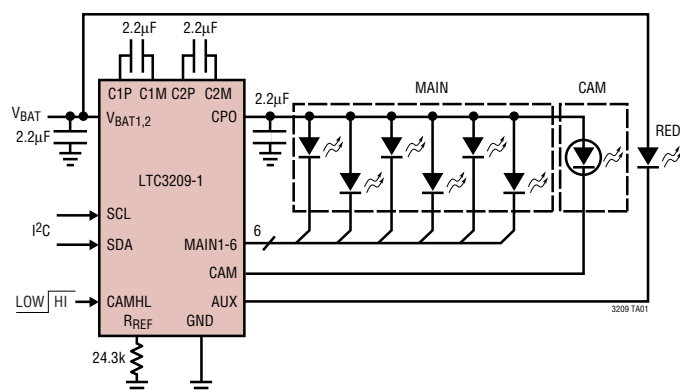 2.2μF 2.2μF
C1P C1M C2P C2M
VBAT
VBAT1,2
CPO
2.2μF
2.2μF
MAIN
CAM
RED
LTC3209-1
I²C
SCL
SDA
MAIN1-6
6
CAM
LOW HI
CAMHL
AUX
RREF
GND
24.3k
3209 TA01